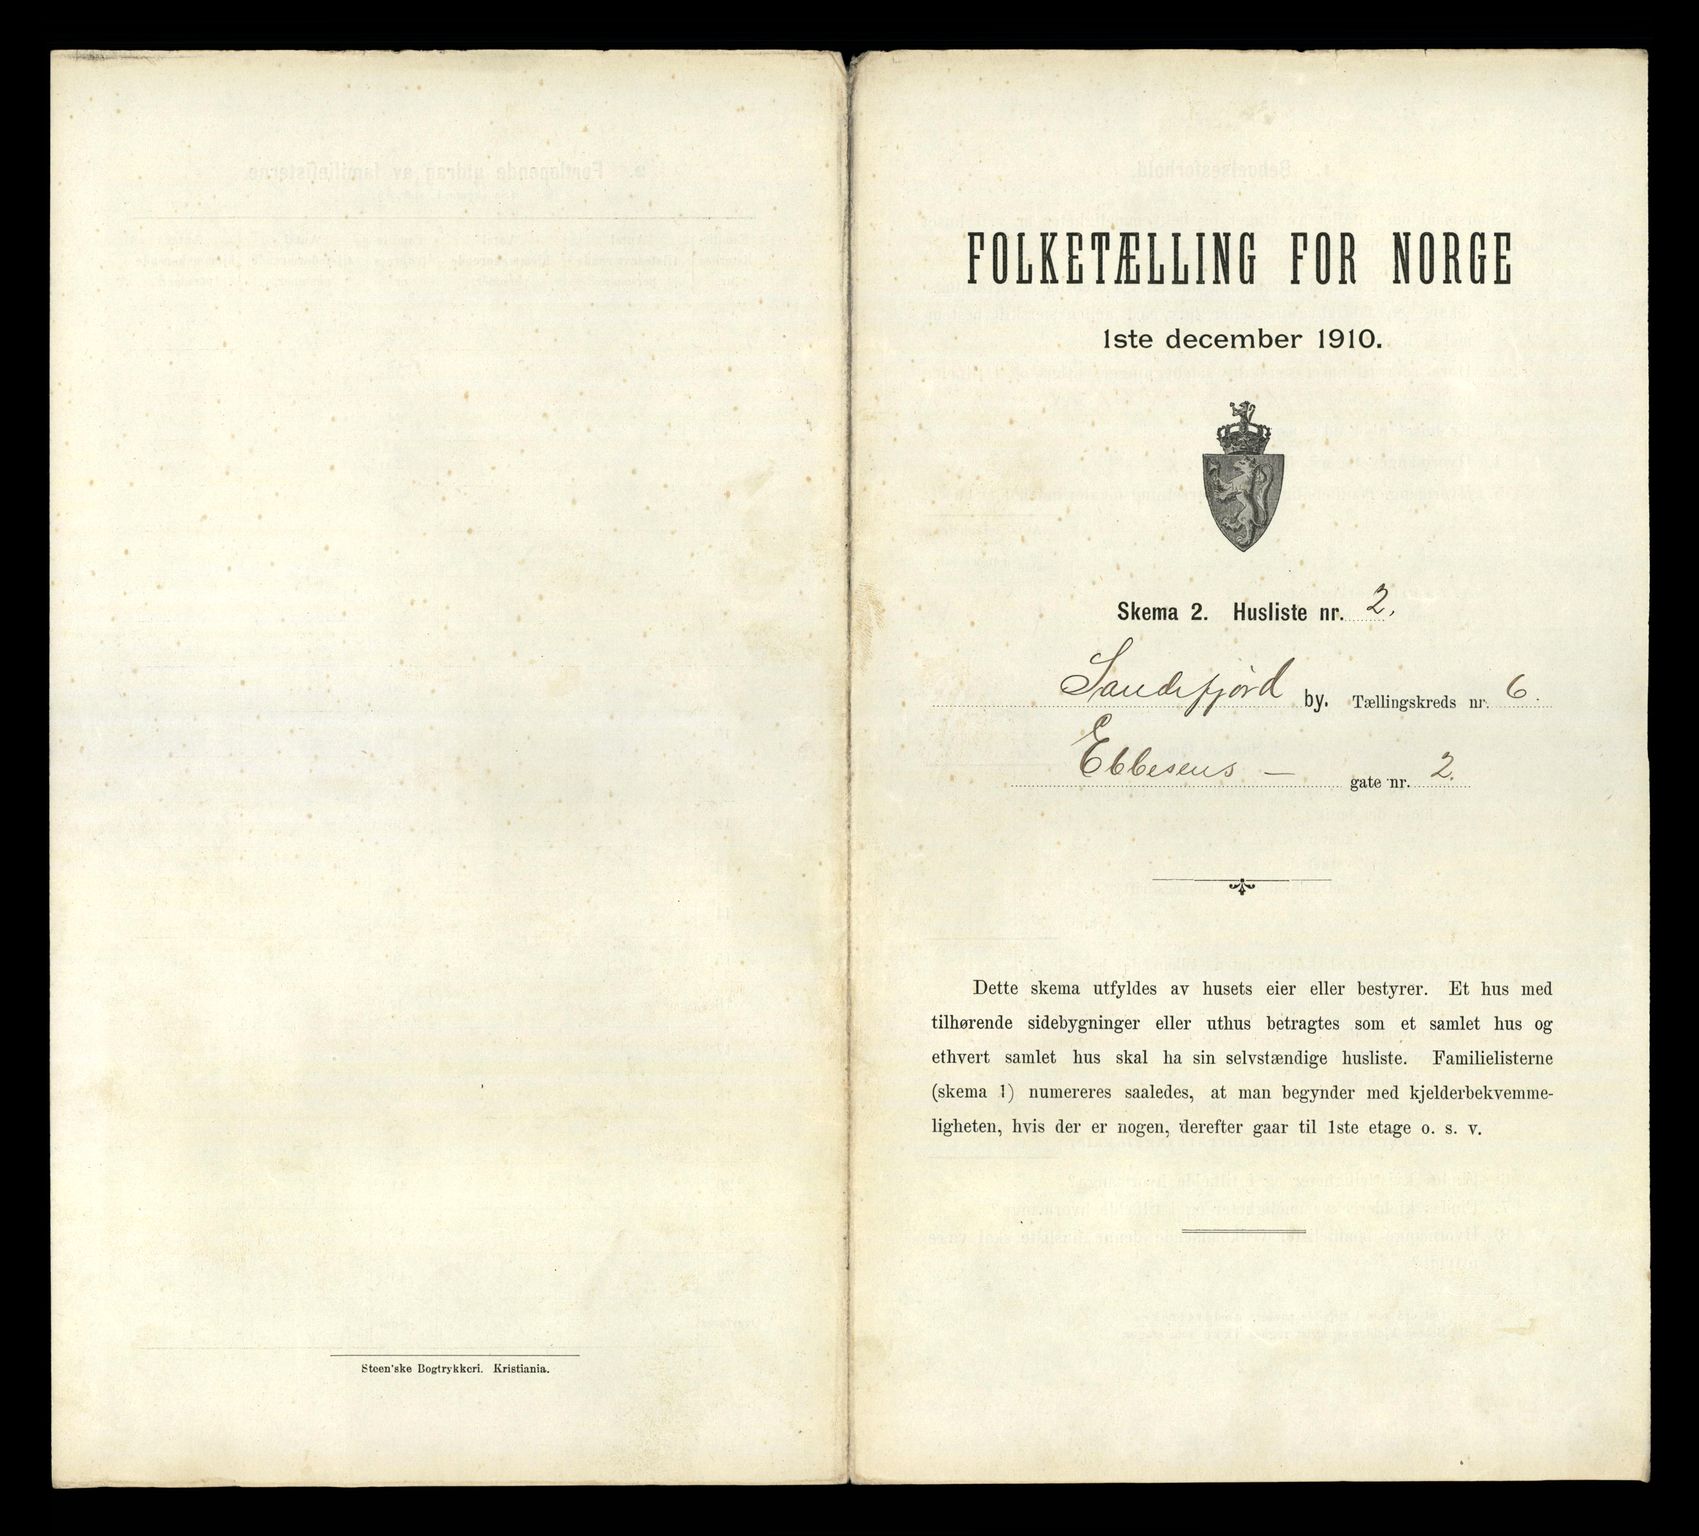 Steen'ske Bogtrykkeri. Kristiania.
FOLKETÆLLING FOR NORGE
1ste december 1910.
Skema 2. Husliste nr. 2.
Sandefjord by. Tællingskreds nr. 6.
Ebbesens — gate nr. 2.
Dette skema utfyldes av husets eier eller bestyrer. Et hus med
tilhørende sidebygninger eller uthus betragtes som et samlet hus og
ethvert samlet hus skal ha sin selvstændige husliste. Familielisterne
(skema 1) numereres saaledes, at man begynder med kjelderbekvemme-
ligheten, hvis der er nogen, derefter gaar til 1ste etage o. s. v.